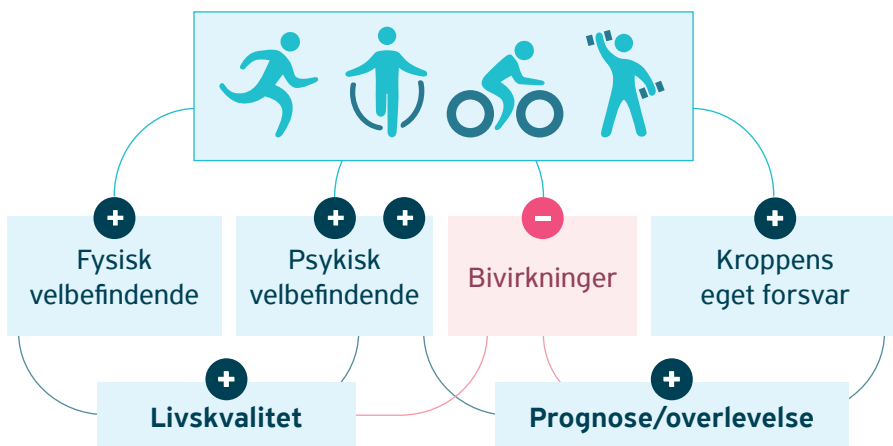 Fysisk
velbefindende
Psykisk
velbefindende
Bivirkninger
Kroppens
eget forsvar
Livskvalitet
Prognose/overlevelse